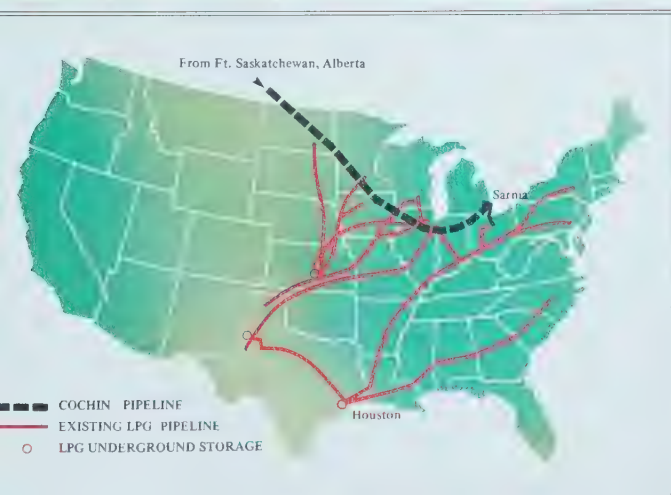 From Ft. Saskatchewan, Alberta
Sarnia
Houston
COCHIN PIPELINE
EXISTING LPG PIPELINE
LPG UNDERGROUND STORAGE